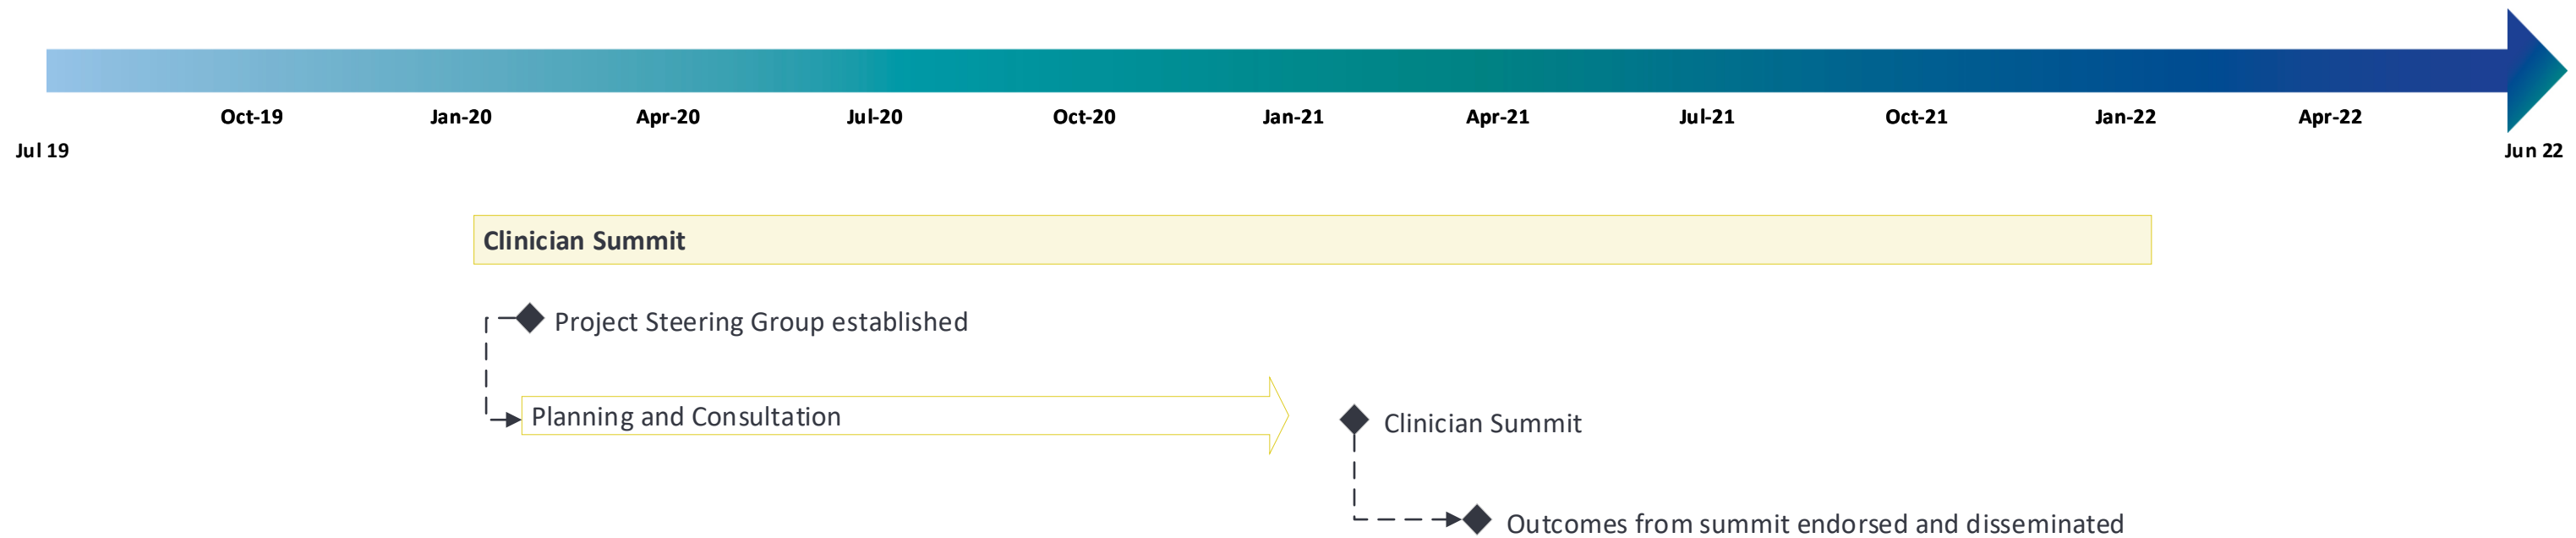 Oct-19 Jan-20 Apr-20 Jul-20 Oct-20 Jan-21 Apr-21 Jul-21 Oct-21 Jan-22 Apr-22
Jul 19 Jun 22
Clinician Summit
Project Steering Group established
Planning and Consultation
Clinician Summit
Outcomes from summit endorsed and disseminated